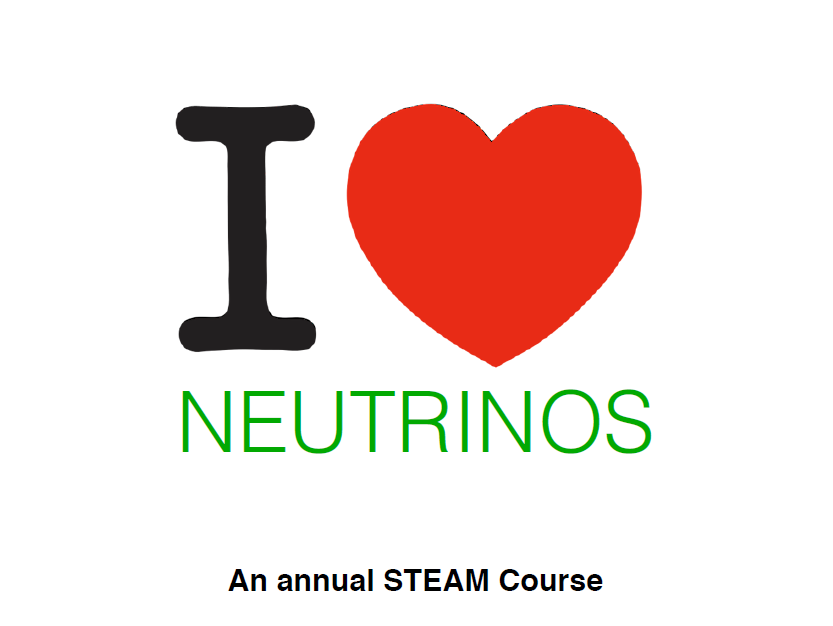 I ❤
NEUTRINOS
An annual STEAM Course